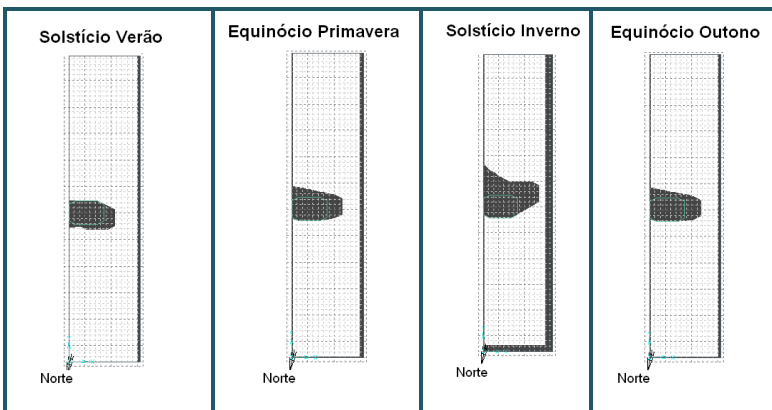 Solstício Verão
Equinócio Primavera
Solstício Inverno
Equinócio Outono
Norte
Norte
Norte
Norte